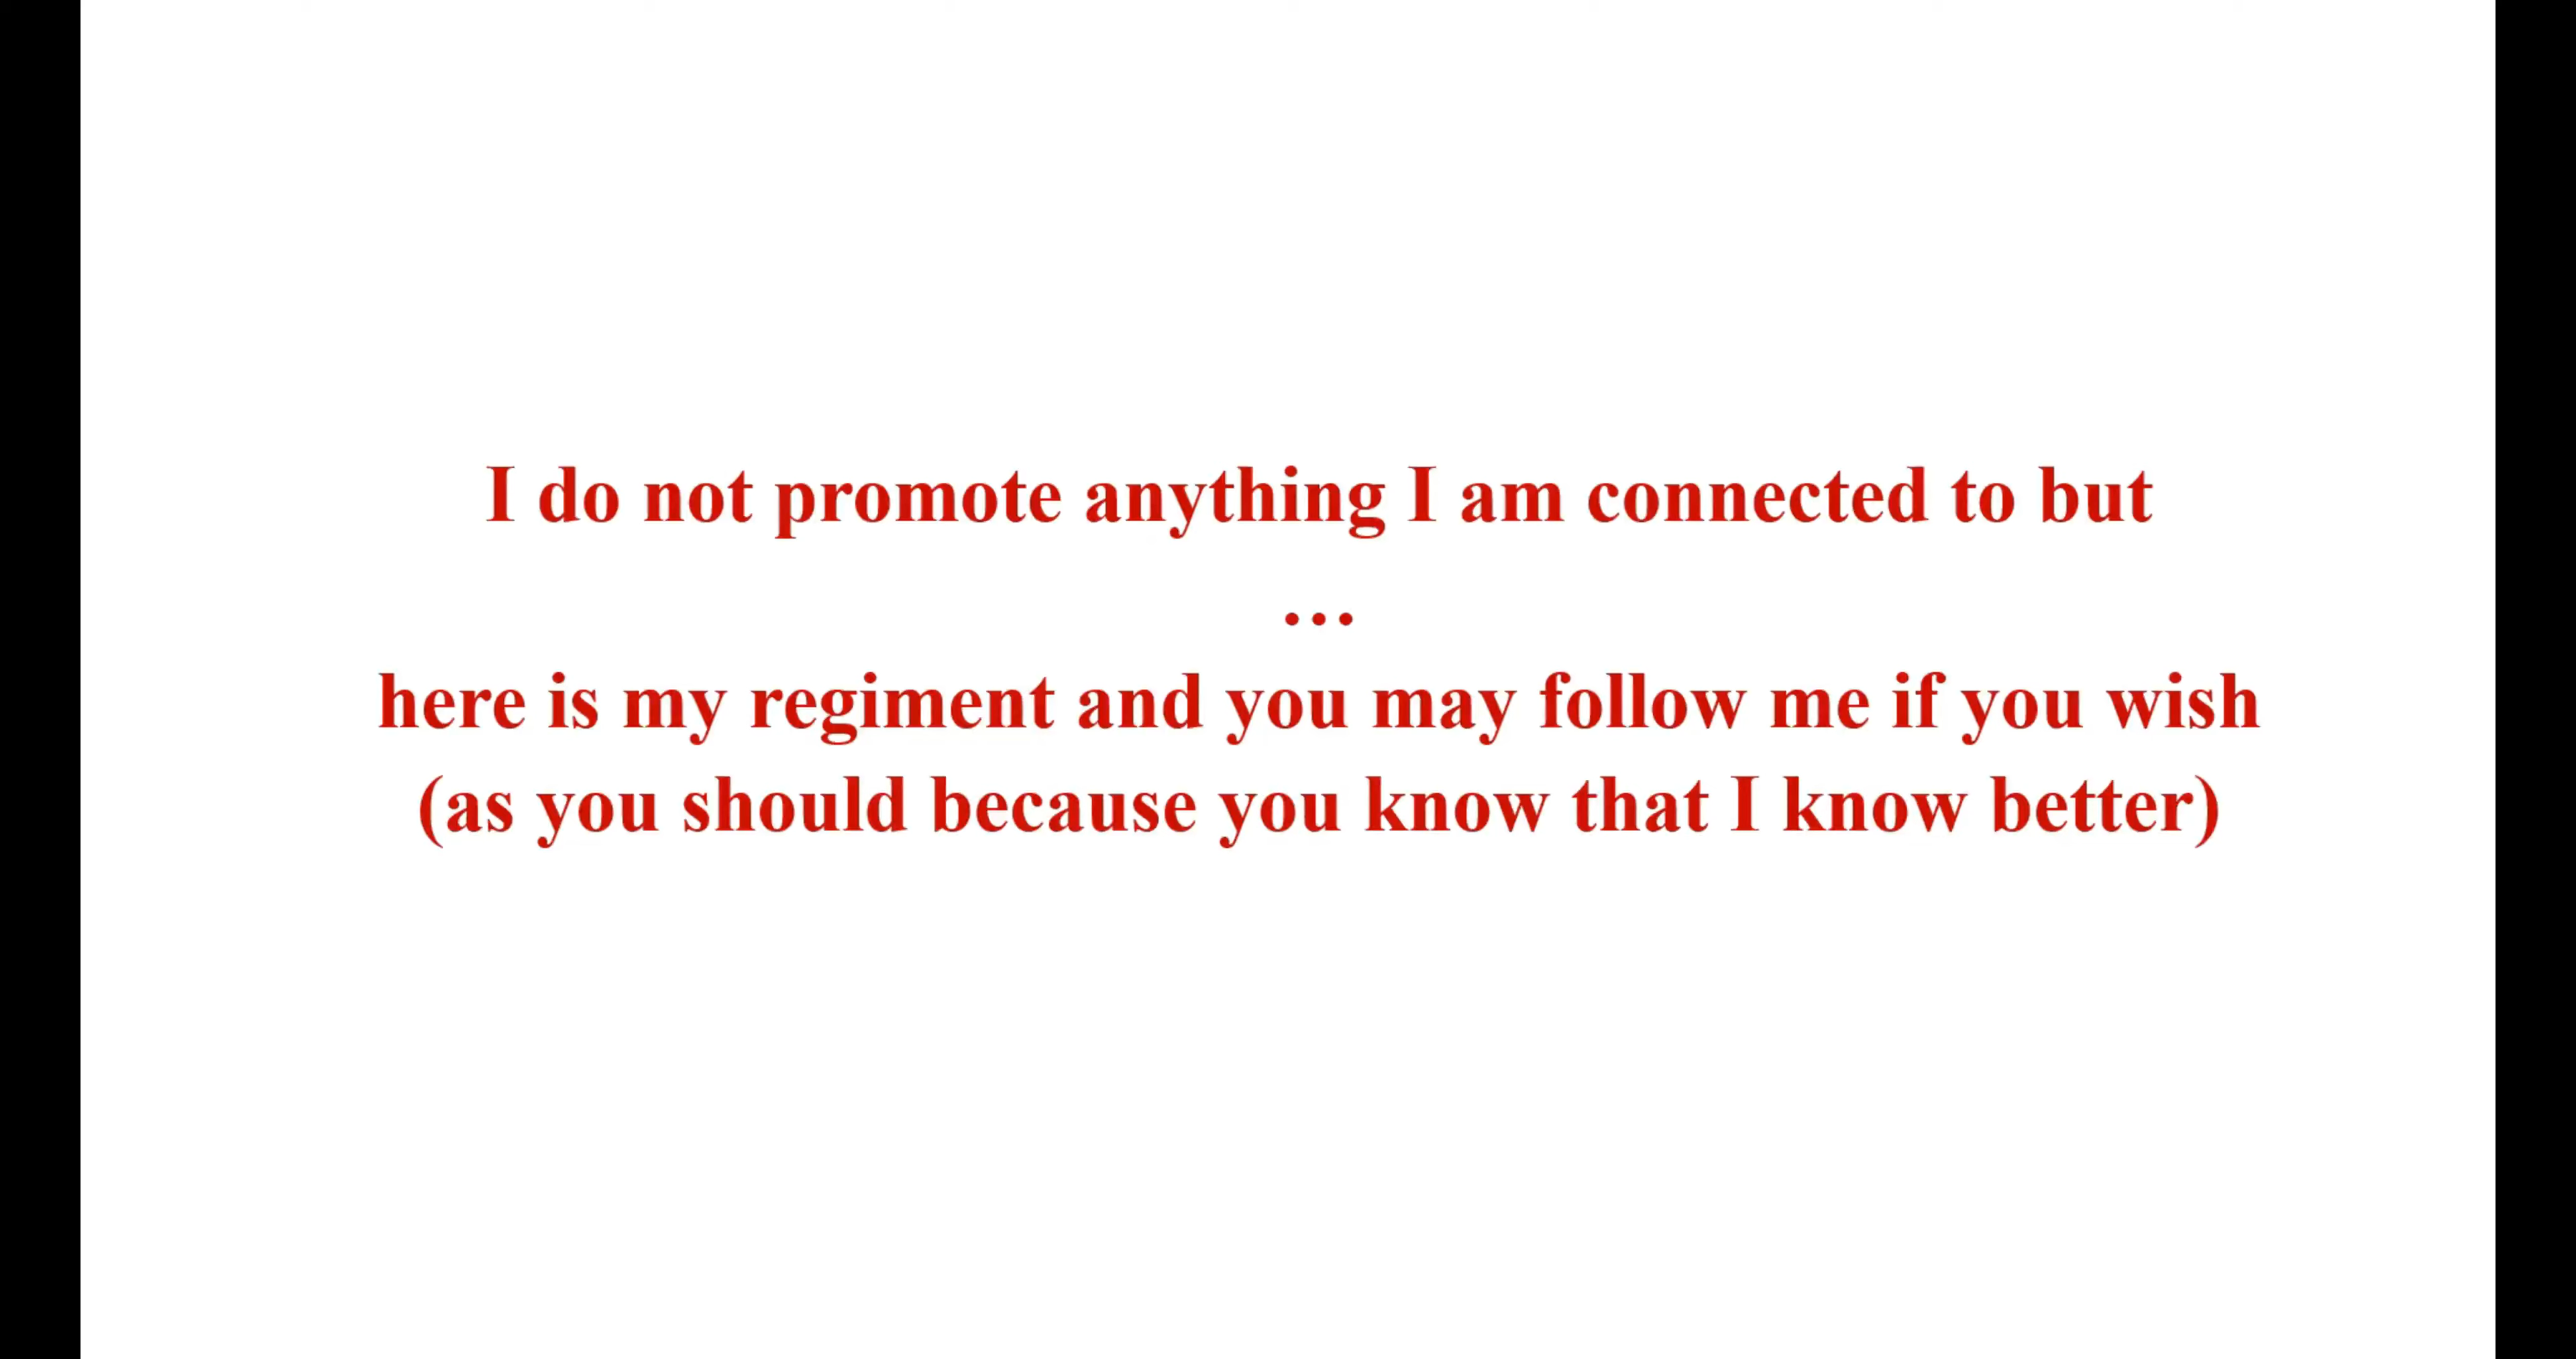 I do not promote anything I am connected to but
...
here is my regiment and you may follow me if you wish
(as you should because you know that I know better)